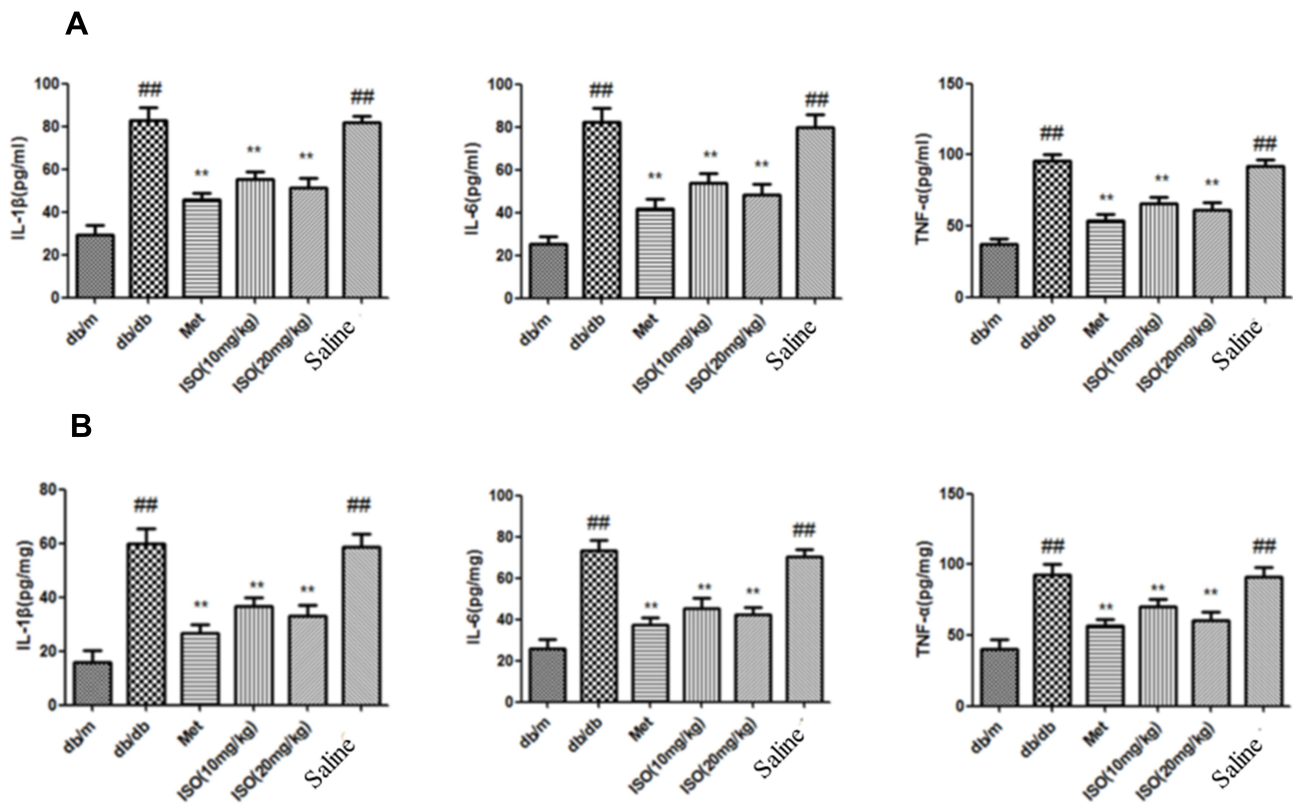 A
IL-1β(pg/ml)
100
80
60
40
20
0
##
**
**
**
##
db/m
db/db
Met
ISO(10mg/kg)
ISO(20mg/kg)
Saline
IL-6(pg/ml)
100
80
60
40
20
0
##
**
**
**
##
db/m
db/db
Met
ISO(10mg/kg)
ISO(20mg/kg)
Saline
TNF-α(pg/ml)
150
100
50
0
##
**
**
**
##
db/m
db/db
Met
ISO(10mg/kg)
ISO(20mg/kg)
Saline
B
IL-1β(pg/mg)
80
60
40
20
0
##
**
**
**
##
db/m
db/db
Met
ISO(10mg/kg)
ISO(20mg/kg)
Saline
IL-6(pg/mg)
100
80
60
40
20
0
##
**
**
**
##
db/m
db/db
Met
ISO(10mg/kg)
ISO(20mg/kg)
Saline
TNF-α(pg/mg)
150
100
50
0
##
**
**
**
##
db/m
db/db
Met
ISO(10mg/kg)
ISO(20mg/kg)
Saline